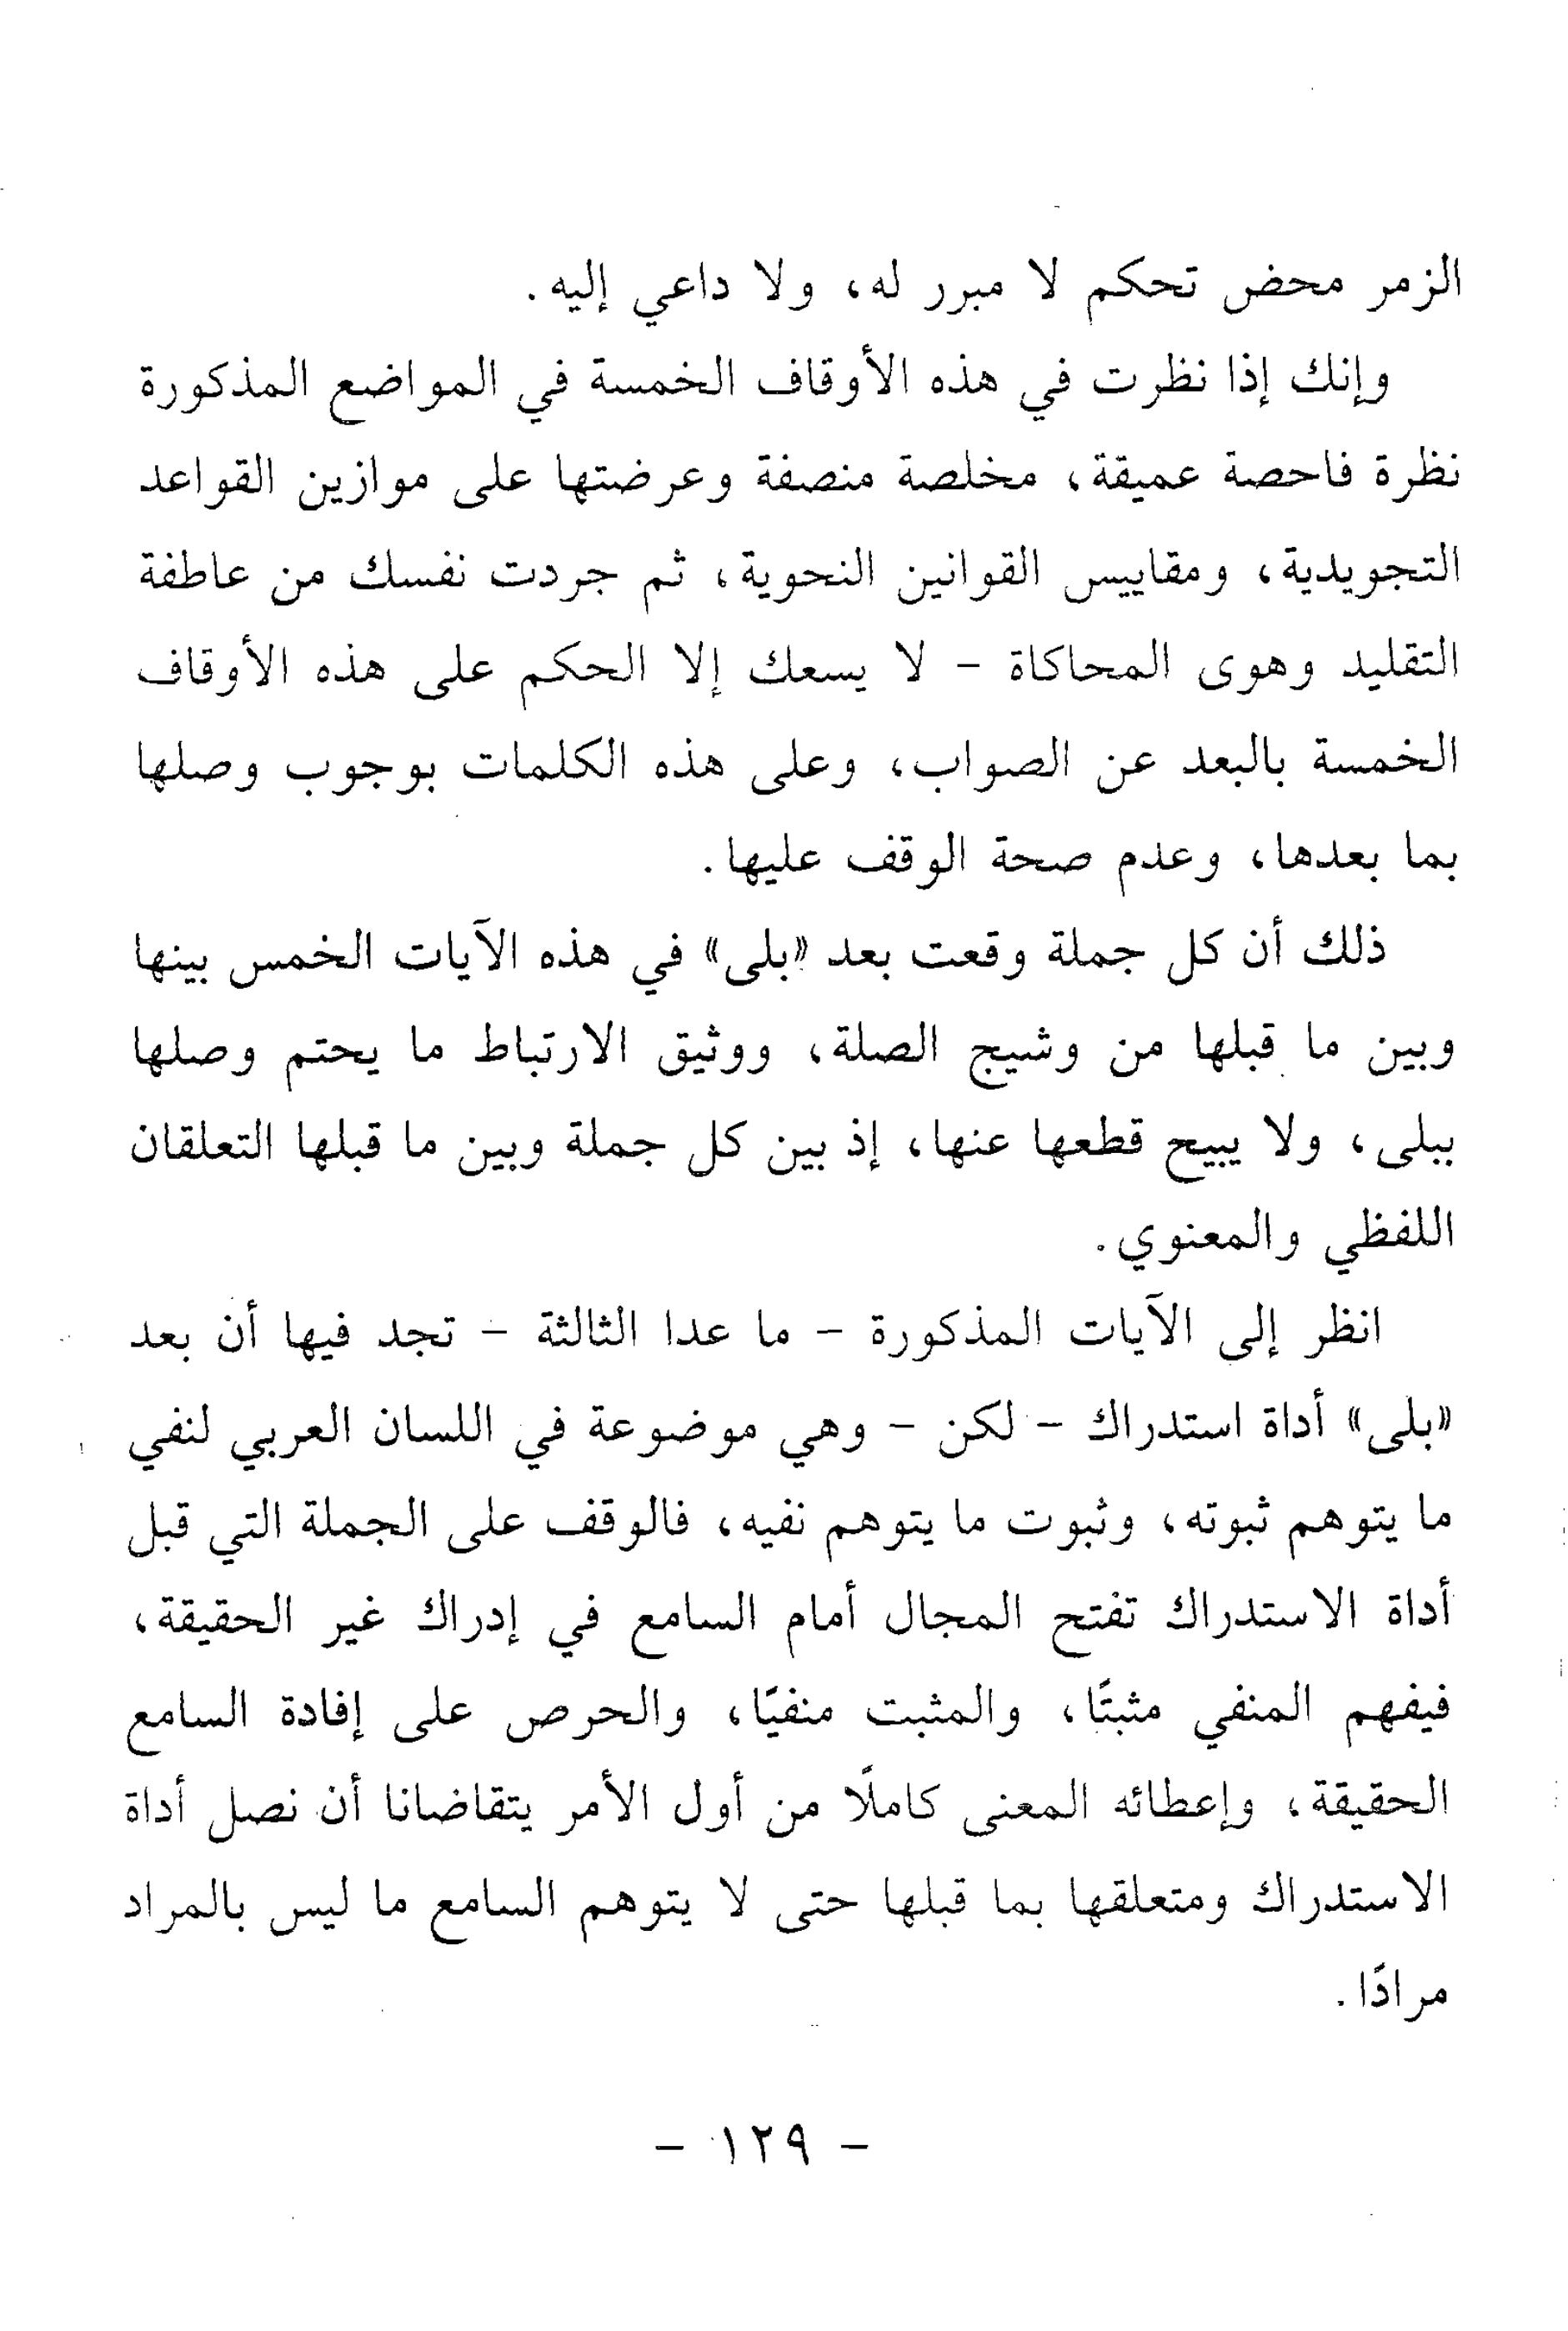 الزمر محض تحكم لا مبرر له، ولا داعي إليه.
وإنك إذا نظرت في هذه الأوقاف الخمسة في المواضع المذكورة
نظرة فاحصة عميقة، مخلصة منصفة وعرضتها على موازين القواعد
التجويدية، ومقاييس القوانين النحوية، ثم جردت نفسك من عاطفة
التقليد وهوى المحاكاة - لا يسعك إلا الحكم على هذه الأوقاف
الخمسة بالبعد عن الصواب، وعلى هذه الكلمات بوجوب وصلها
بما بعدها، وعدم صحة الوقف عليها.
ذلك أن كل جملة وقعت بعد «بلى» في هذه الآيات الخمس بينها
وبين ما قبلها من وشيج الصلة، ووثيق الارتباط ما يحتم وصلها
ببلى، ولا يبيح قطعها عنها، إذ بين كل جملة وبين ما قبلها التعلقان
اللفظي والمعنوي.
انظر إلى الآيات المذكورة - ما عدا الثالثة - تجد فيها أن بعد
«بلى» أداة استدراك - لكن - وهي موضوعة في اللسان العربي لنفي
ما يتوهم ثبوته، وثبوت ما يتوهم نفيه، فالوقف على الجملة التي قبل
أداة الاستدراك تفتح المجال أمام السامع في إدراك غير الحقيقة،
فيفهم المنفي مثبتًا، والمثبت منفيًا، والحرص على إفادة السامع
الحقيقة، وإعطائه المعنى كاملًا من أول الأمر يتقاضانا أن نصل أداة
الاستدراك ومتعلقها بما قبلها حتى لا يتوهم السامع ما ليس بالمراد
مرادًا.
- ١٢٩ -